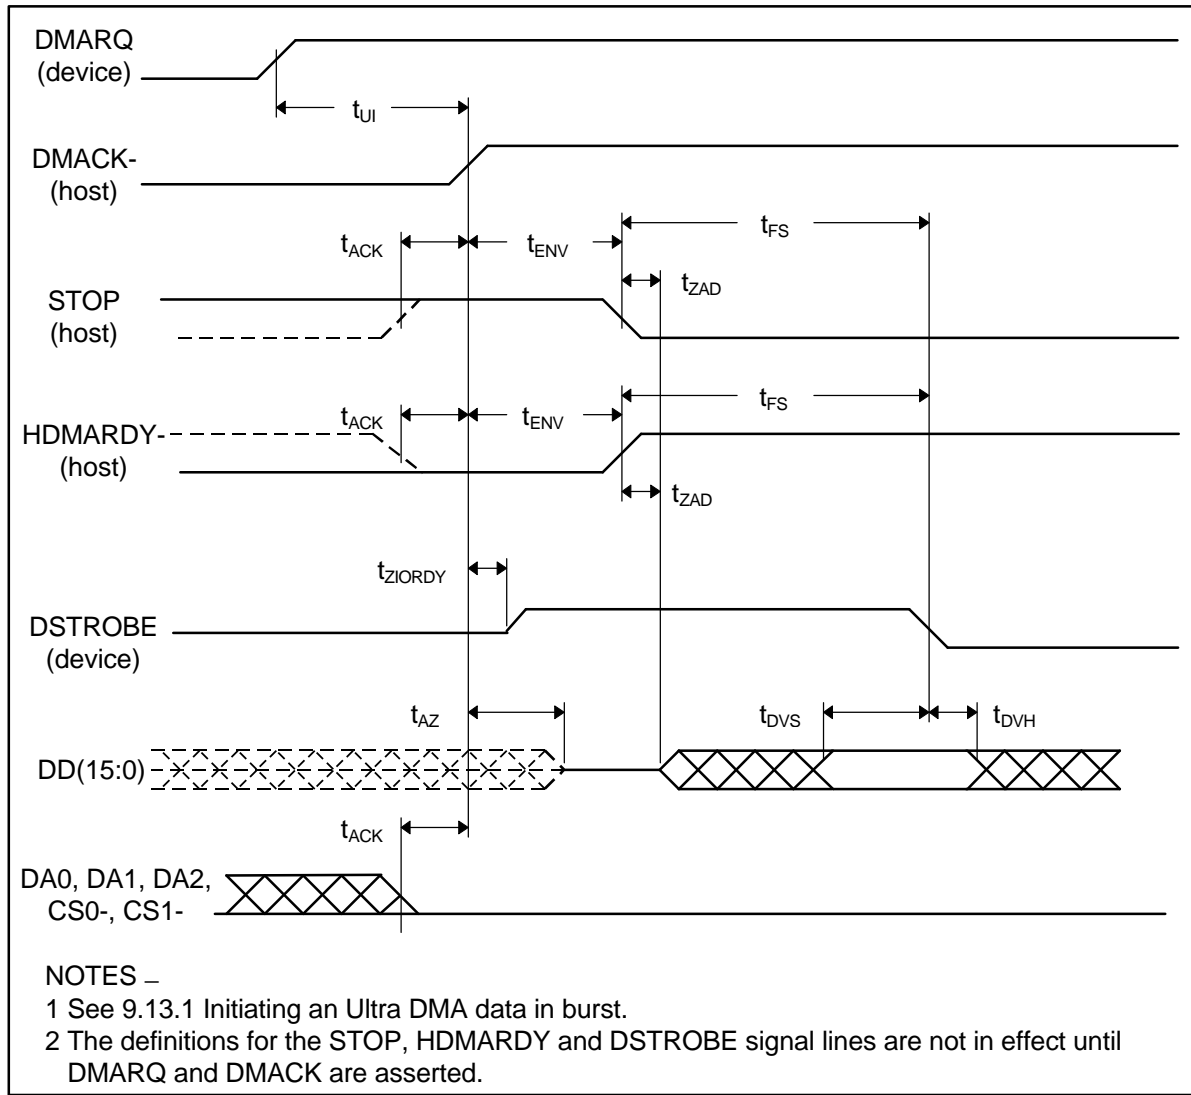 DMARQ
(device)
tUI
DMACK-
(host)
tFS
tACK
tENV
tZAD
STOP
(host)
tFS
tACK
tENV
HDMARDY-
(host)
tZAD
tZIORDY
DSTROBE
(device)
tAZ
tDVS
tDVH
DD(15:0)
tACK
DA0, DA1, DA2,
CS0-, CS1-
NOTES –
1 See 9.13.1 Initiating an Ultra DMA data in burst.
2 The definitions for the STOP, HDMARDY and DSTROBE signal lines are not in effect until
DMARQ and DMACK are asserted.